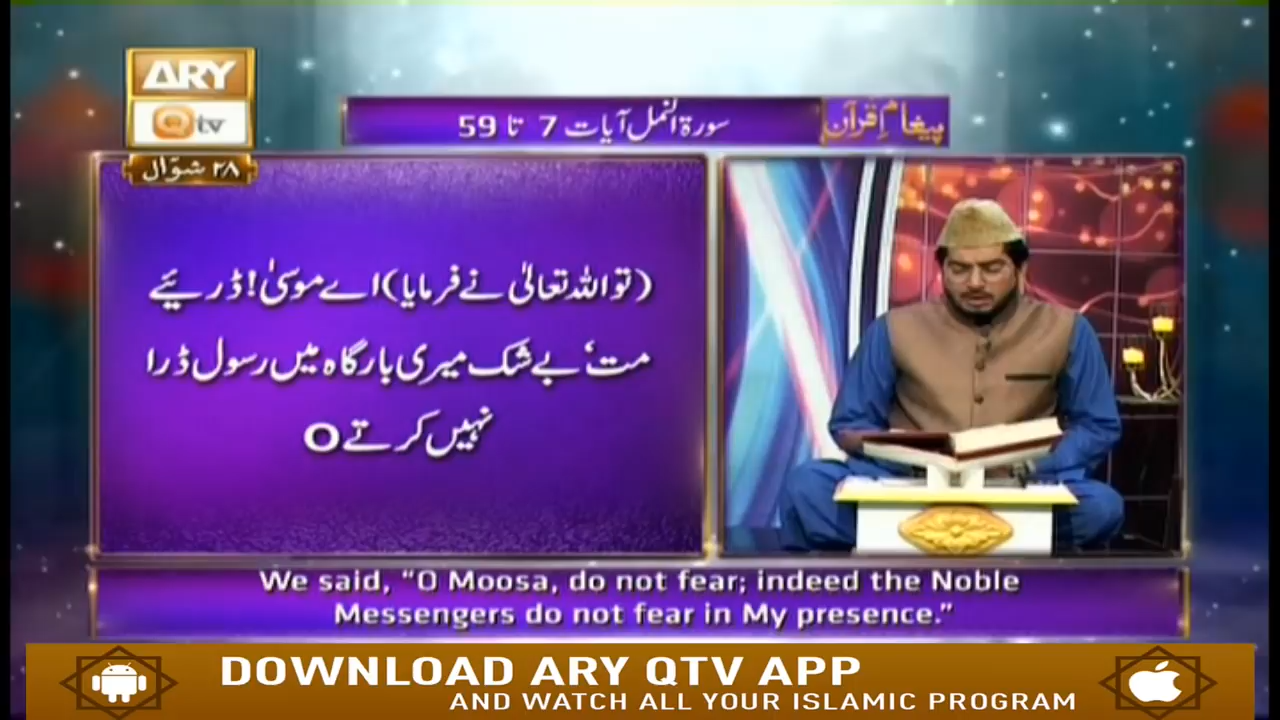 ARY
Qtv
۲۸ شوّال
پیغامِ قرآن
سورۃ النمل آیات 7 تا 59
(تو اللہ تعالیٰ نے فرمایا) اے موسیٰ! ڈریئے
مت' بے شک میری بارگاہ میں رسول ڈرا
نہیں کرتے O
We said, “O Moosa, do not fear; indeed the Noble
Messengers do not fear in My presence.”
DOWNLOAD ARY QTV APP
AND WATCH ALL YOUR ISLAMIC PROGRAM